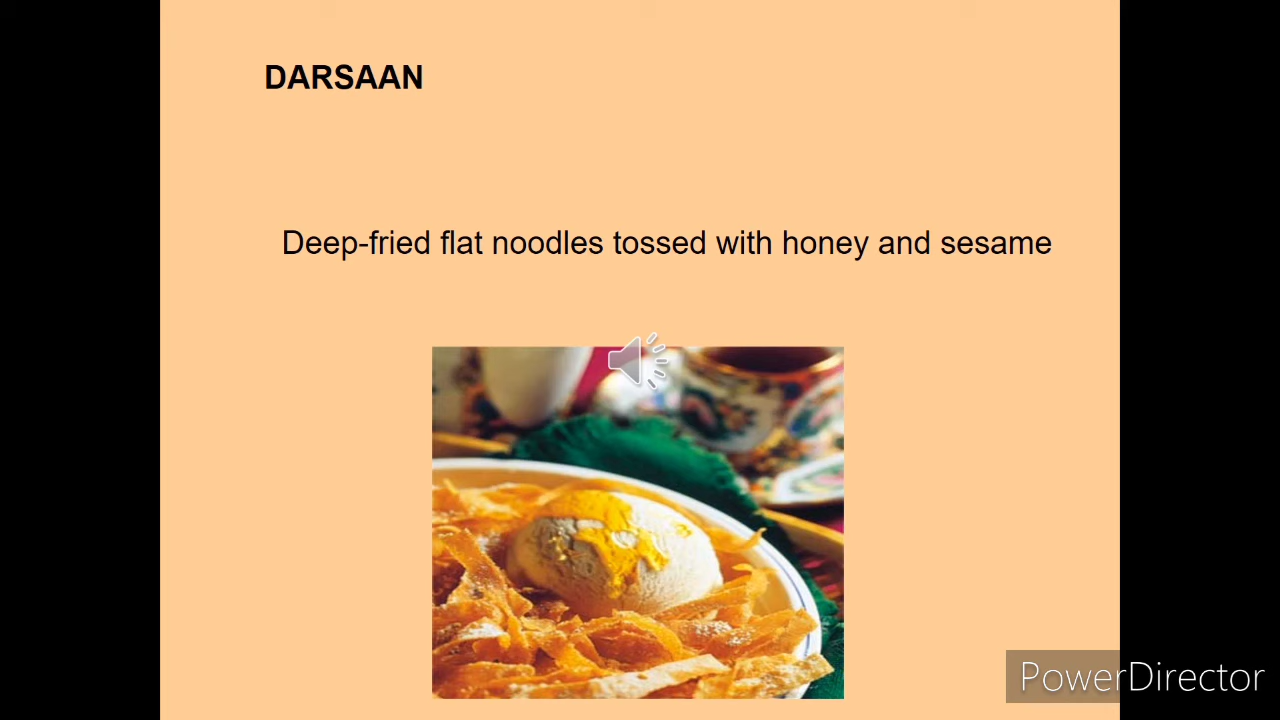 DARSAAN
Deep-fried flat noodles tossed with honey and sesame
PowerDirector